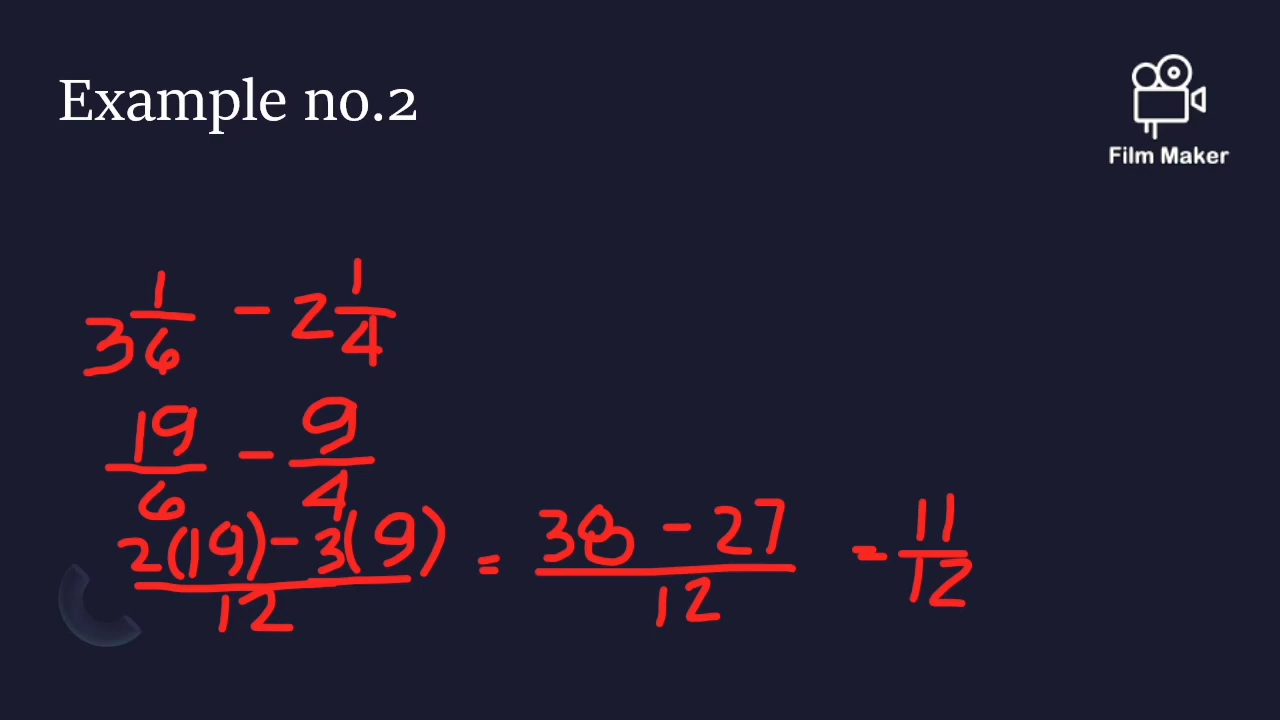 Example no.2
Film Maker
3 1/6 - 2 1/4
19/6 - 9/4
2(19)-3(9)/12 = 38-27/12 = 11/12